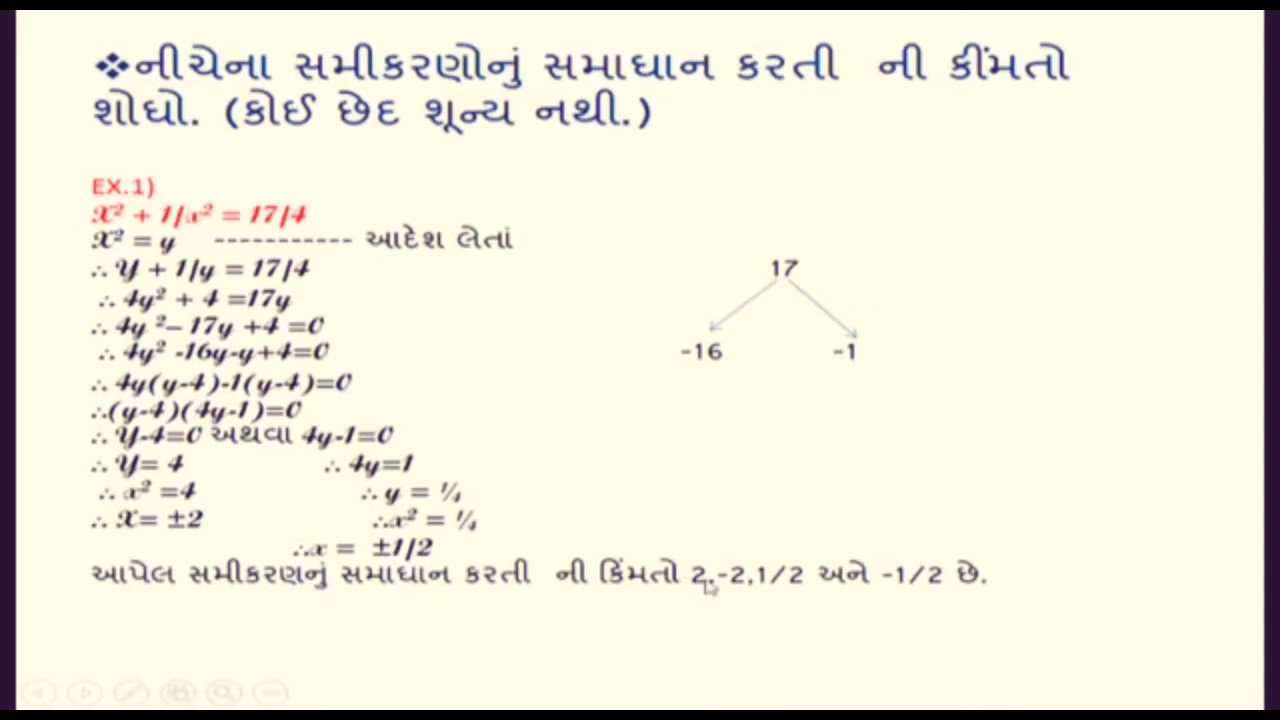 ❖નીચેના સમીકરણોનું સમાધાન કરતી ની કીંમતો
શોધો. (કોઈ છેદ શૂન્ય નથી.)
EX.1)
X² + 1/x² = 17/4
X² = y ----------- આદેશ લેતાં
∴ Y + 1/y = 17/4
17
∴ 4y² + 4 =17y
∴ 4y ²– 17y +4 =0
∴ 4y² -16y-y+4=0
-16 -1
∴ 4y(y-4)-1(y-4)=0
∴(y-4)(4y-1)=0
∴ Y-4=0 અથવા 4y-1=0
∴ Y= 4 ∴ 4y=1
∴ x² =4 ∴ y = ¼
∴ X= ±2 ∴x² = ¼
∴x = ±1/2
આપેલ સમીકરણનું સમાધાન કરતી ની કિંમતો 2,-2,1/2 અને -1/2 છે.